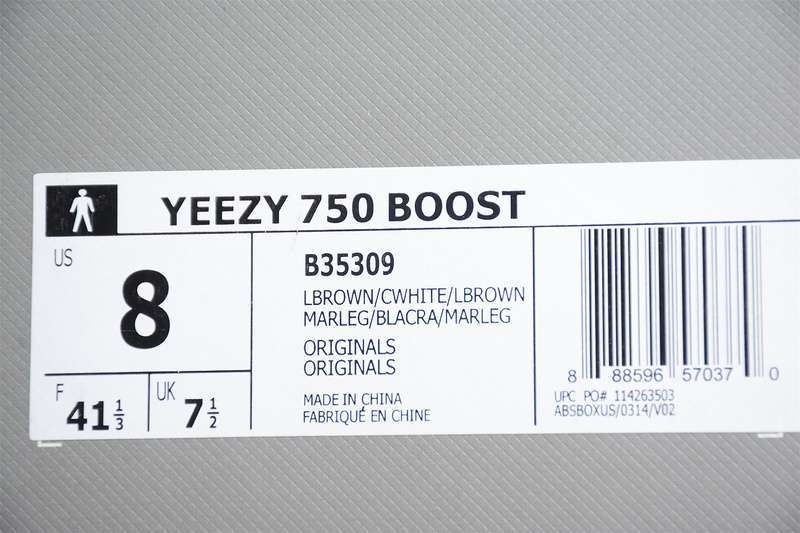 YEEZY 750 BOOST
US
8
F
41 1/3
UK
7 1/2
B35309
LBROWN/CWHITE/LBROWN
MARLEG/BLACRA/MARLEG
ORIGINALS
ORIGINALS
MADE IN CHINA
FABRIQUÉ EN CHINE
8 88596 57037 0
UPC PO# 114263503
ABSBOXUS/0314/V02